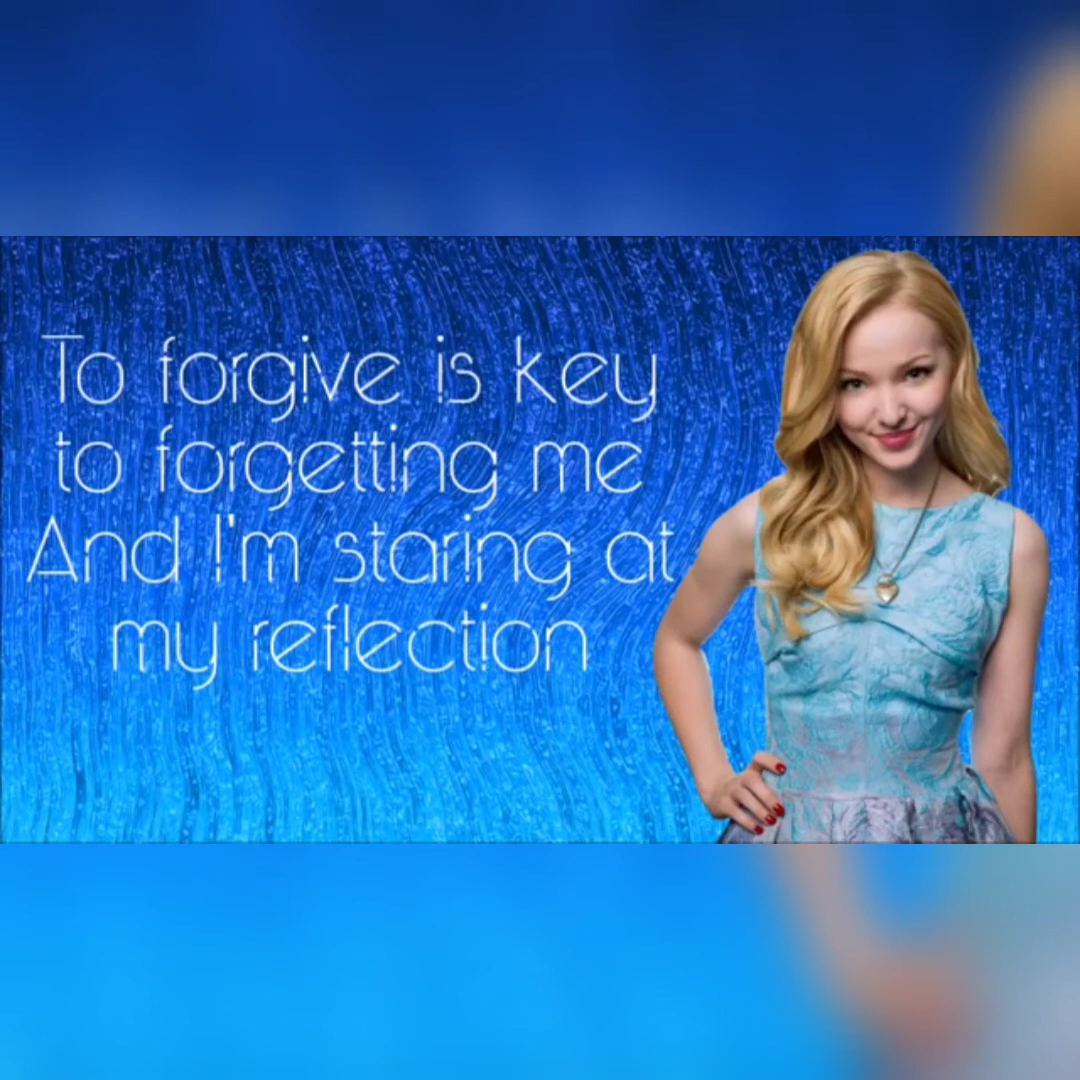 To forgive is key
to forgetting me
And I'm staring at
my reflection